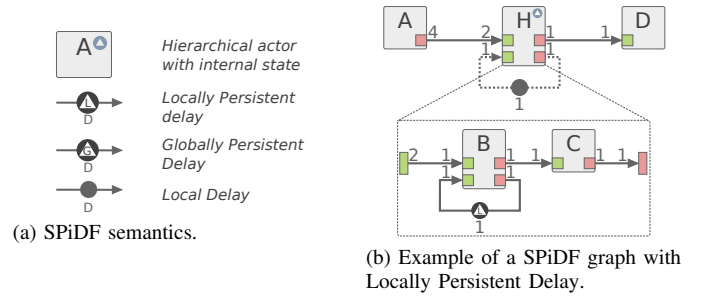 A
Hierarchical actor
with internal state
L
D
Locally Persistent
delay
G
D
Globally Persistent
Delay
D
Local Delay
(a) SPiDF semantics.
A 4 2 H 1 1 D
1 1
1
2 1 B 1 1 C 1 1
1 1
L
1
(b) Example of a SPiDF graph with
Locally Persistent Delay.